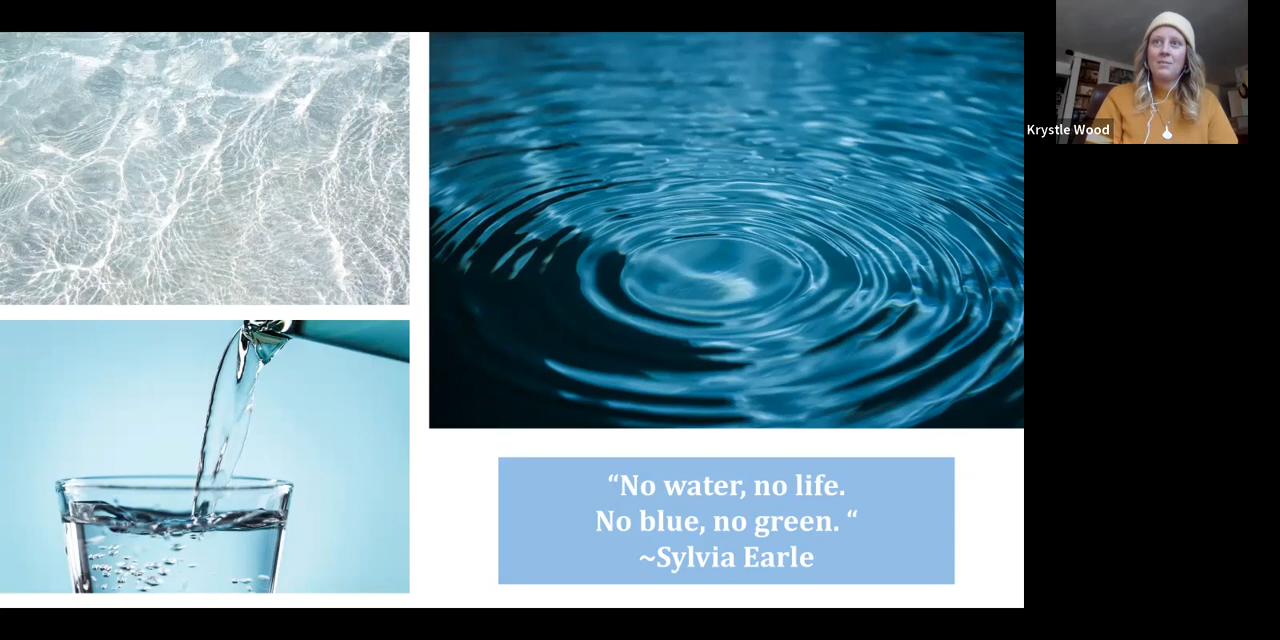 “No water, no life.
No blue, no green. “
~Sylvia Earle
Krystle Wood